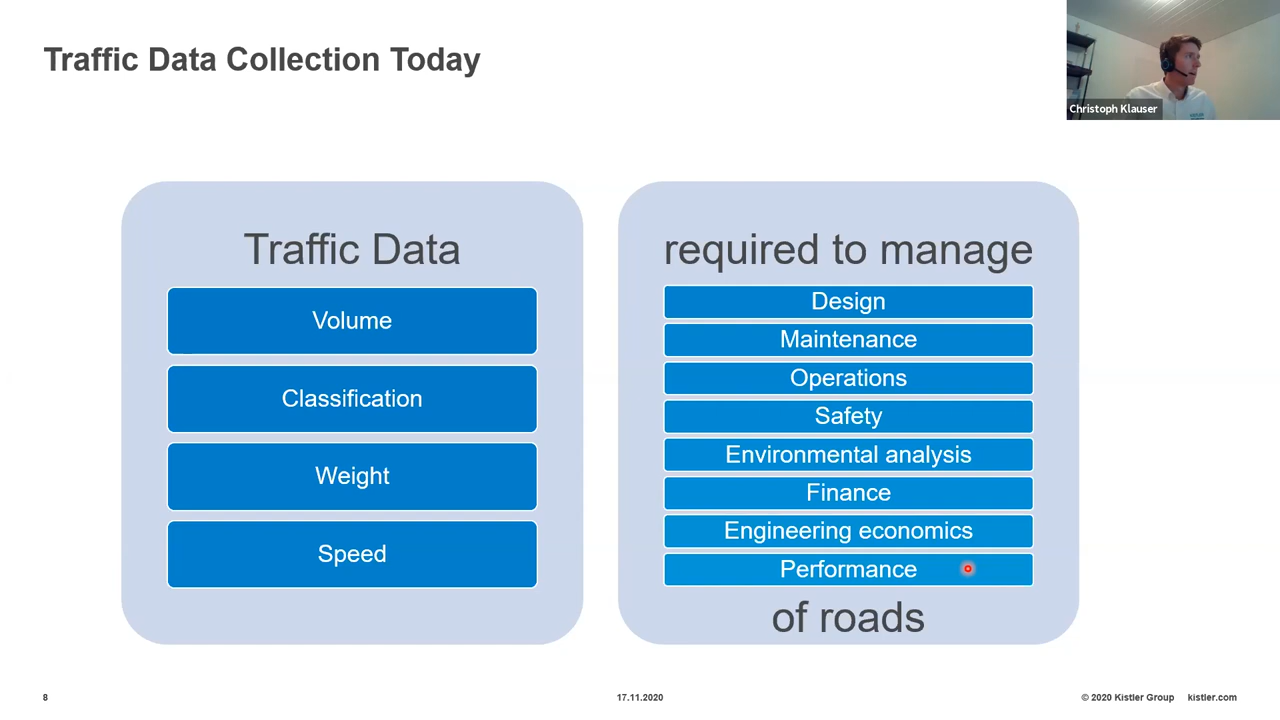 Traffic Data Collection Today
Christoph Klauser
Traffic Data
Volume
Classification
Weight
Speed
required to manage
Design
Maintenance
Operations
Safety
Environmental analysis
Finance
Engineering economics
Performance
of roads
8
17.11.2020
© 2020 Kistler Group kistler.com